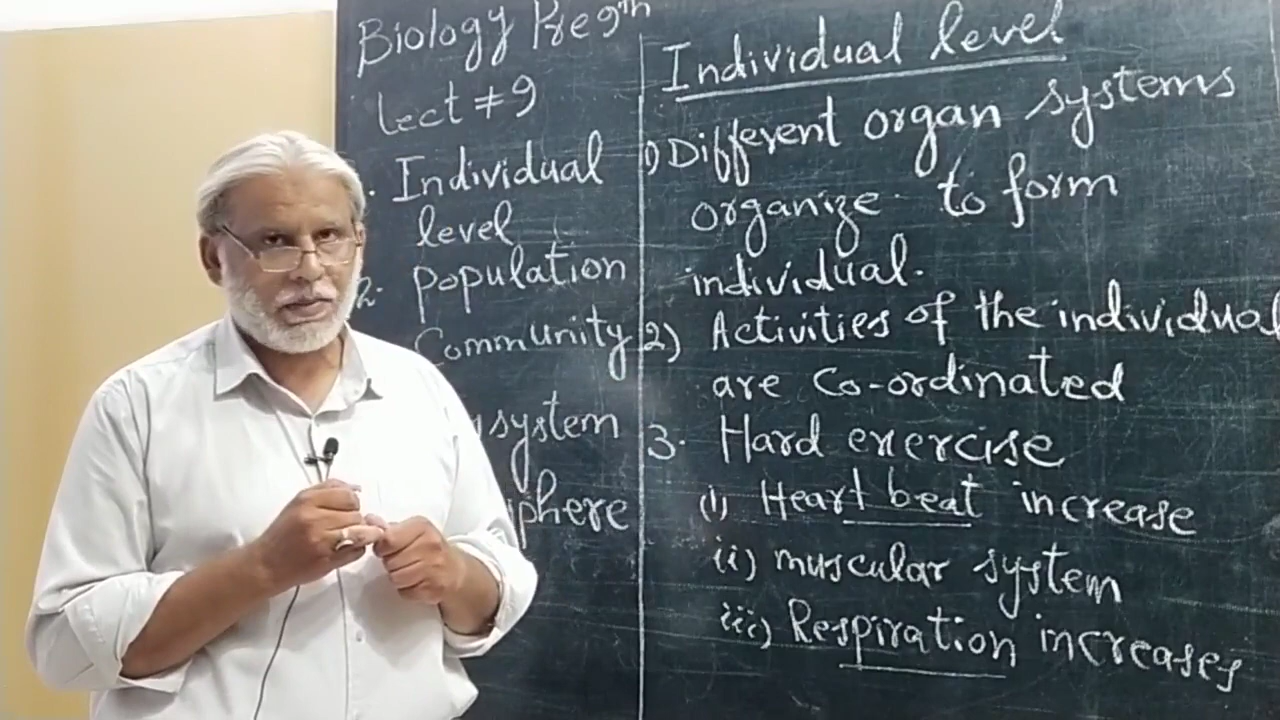 Biology Pre 9th
Lect # 9
Individual
level
2. population
Community
system
sphere
Individual level
1) Different organ systems
organize to form
individual.
2) Activities of the individual
are Co-ordinated
3. Hard exercise
(i) Heart beat increase
ii) muscular system
iii) Respiration increases